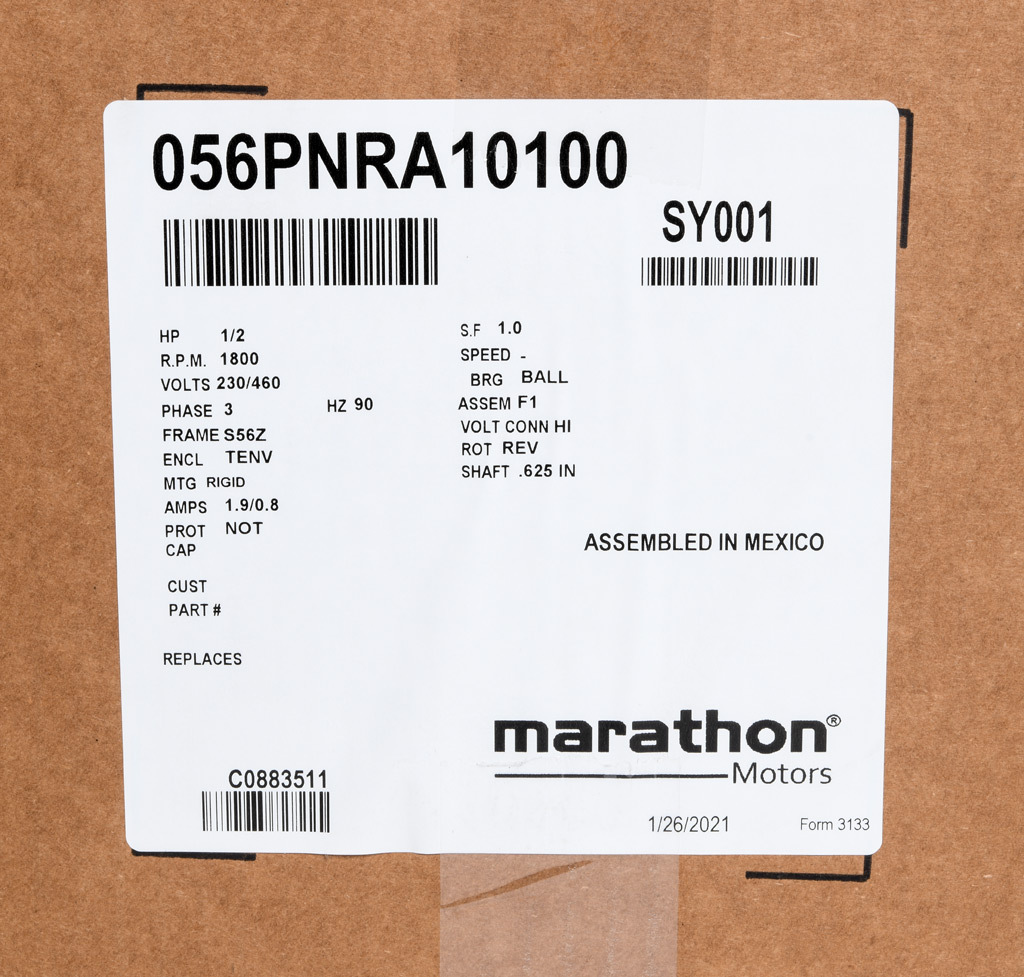 056PNRA10100
SY001
HP 1/2
R.P.M. 1800
VOLTS 230/460
PHASE 3 HZ 90
FRAME S56Z
ENCL TENV
MTG RIGID
AMPS 1.9/0.8
PROT NOT
CAP
CUST
PART #
REPLACES
S.F 1.0
SPEED -
BRG BALL
ASSEM F1
VOLT CONN HI
ROT REV
SHAFT .625 IN
ASSEMBLED IN MEXICO
marathon®
Motors
C0883511
1/26/2021 Form 3133